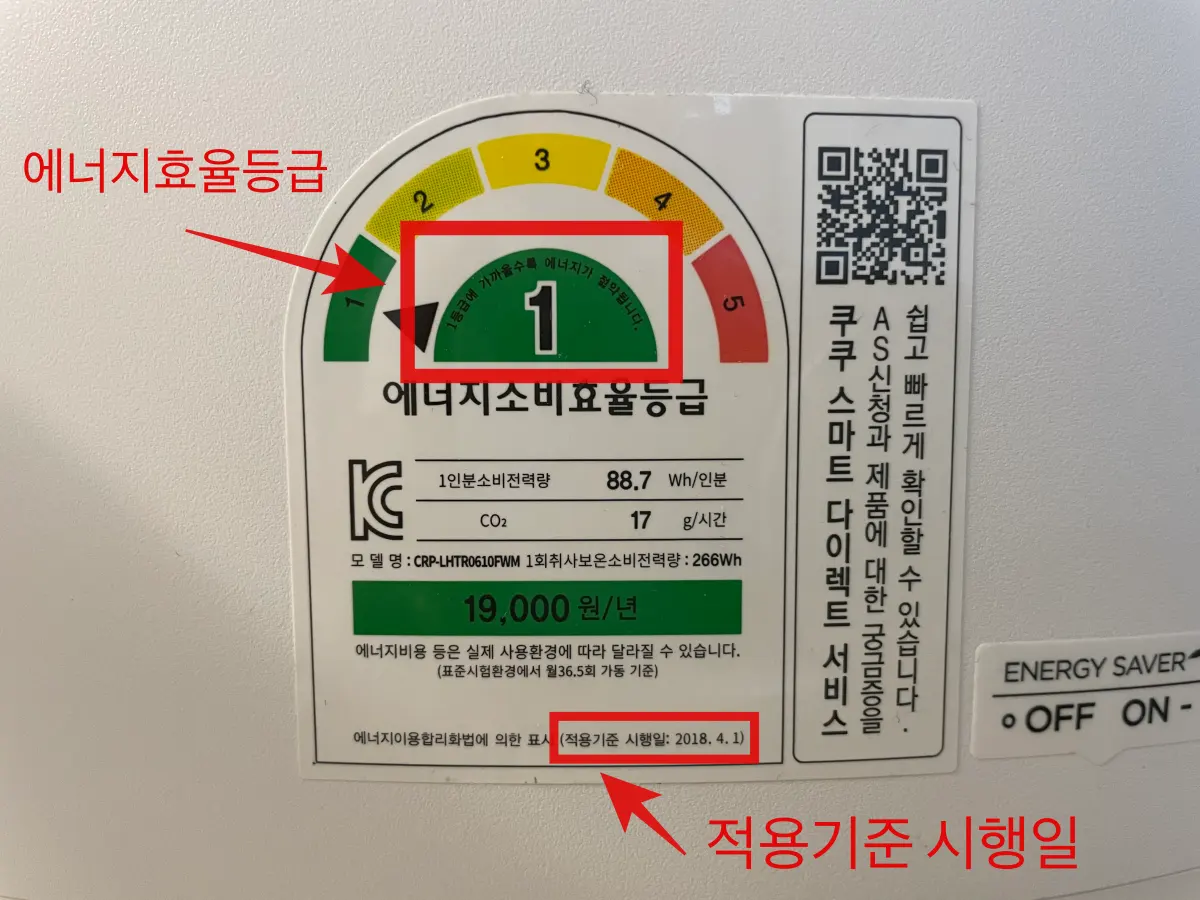 에너지효율등급
1
2
3
4
5
1등급에 가까울수록 에너지가 절약됩니다.
1
에너지소비효율등급
1인분소비전력량 88.7 Wh/인분
CO₂ 17 g/시간
모델명 : CRP-LHTR0610FWM 1회취사보온소비전력량 : 266Wh
19,000 원/년
에너지비용 등은 실제 사용환경에 따라 달라질 수 있습니다.
(표준시험환경에서 월36.5회 가동 기준)
에너지이용합리화법에 의한 표시 (적용기준 시행일: 2018. 4. 1)
적용기준 시행일
쉽고 빠르게 확인할 수 있습니다.
AS신청과 제품에 대한 궁금증을
쿠쿠 스마트 다이렉트 서비스
ENERGY SAVER
OFF ON -